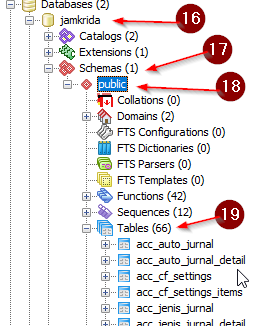 Databases (2)
jamkrida
16
Catalogs (2)
Extensions (1)
17
Schemas (1)
public
18
Collations (0)
Domains (2)
FTS Configurations (0)
FTS Dictionaries (0)
FTS Parsers (0)
FTS Templates (0)
Functions (42)
Sequences (12)
19
Tables (66)
acc_auto_jurnal
acc_auto_jurnal_detail
acc_cf_settings
acc_cf_settings_items
acc_jenis_jurnal
acc_jenis_jurnal_detail